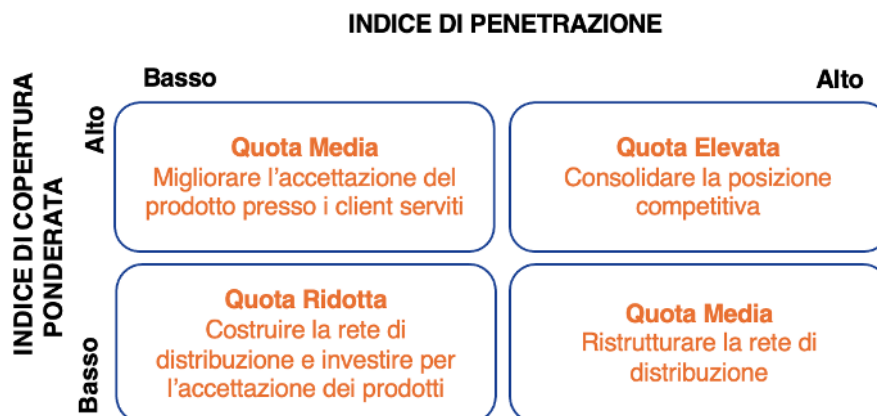 INDICE DI PENETRAZIONE
Basso
Alto
INDICE DI COPERTURA
PONDERATA
Alto
Quota Media
Migliorare l'accettazione del
prodotto presso i client serviti
Quota Elevata
Consolidare la posizione
competitiva
Basso
Quota Ridotta
Costruire la rete di
distribuzione e investire per
l'accettazione dei prodotti
Quota Media
Ristrutturare la rete di
distribuzione